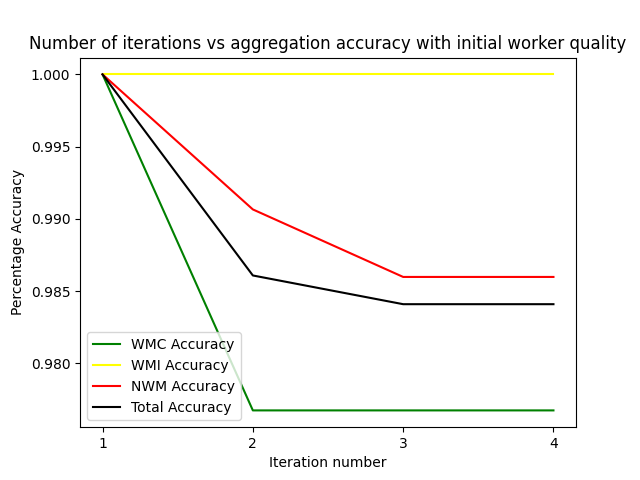 Number of iterations vs aggregation accuracy with initial worker quality
1.000
0.995
0.990
0.985
0.980
Percentage Accuracy
WMC Accuracy
WMI Accuracy
NWM Accuracy
Total Accuracy
1 2 3 4
Iteration number